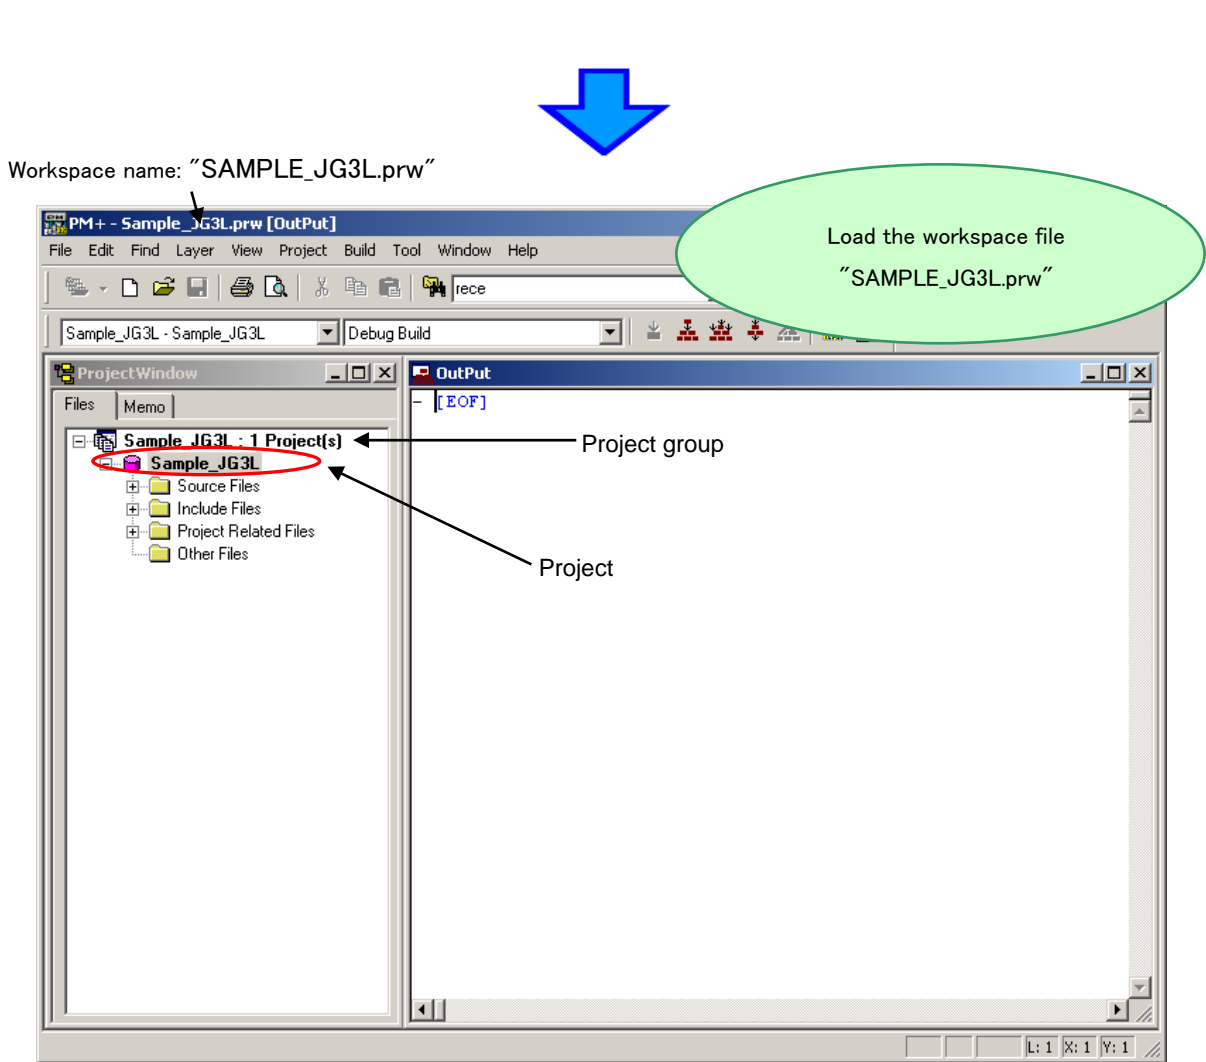 Workspace name: "SAMPLE_JG3L.prw"
Load the workspace file
"SAMPLE_JG3L.prw"
PM+ - Sample_JG3L.prw [OutPut]
File Edit Find Layer View Project Build Tool Window Help
rece
Sample_JG3L - Sample_JG3L
Debug Build
ProjectWindow
OutPut
Files Memo
[EOF]
Sample_JG3L : 1 Project(s)
Project group
Sample_JG3L
Source Files
Include Files
Project Related Files
Other Files
Project
L: 1 X: 1 Y: 1